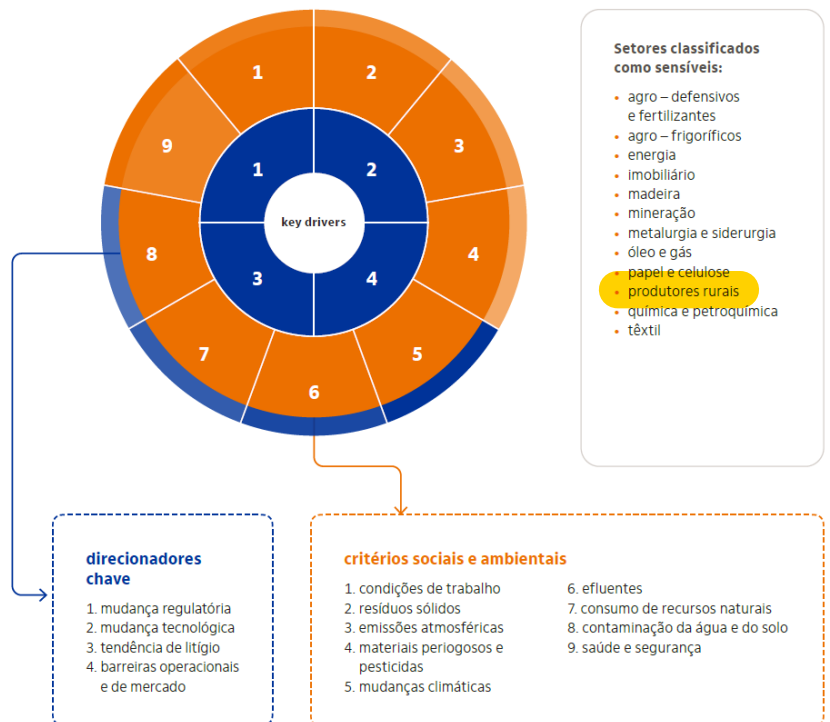 1
2
3
4
5
6
7
8
9
1
2
3
4
key drivers
Setores classificados
como sensíveis:
• agro – defensivos
e fertilizantes
• agro – frigoríficos
• energia
• imobiliário
• madeira
• mineração
• metalurgia e siderurgia
• óleo e gás
• papel e celulose
• produtores rurais
• química e petroquímica
• têxtil
direcionadores
chave
1. mudança regulatória
2. mudança tecnológica
3. tendência de litígio
4. barreiras operacionais
e de mercado
critérios sociais e ambientais
1. condições de trabalho
2. resíduos sólidos
3. emissões atmosféricas
4. materiais periogosos e
pesticidas
5. mudanças climáticas
6. efluentes
7. consumo de recursos naturais
8. contaminação da água e do solo
9. saúde e segurança